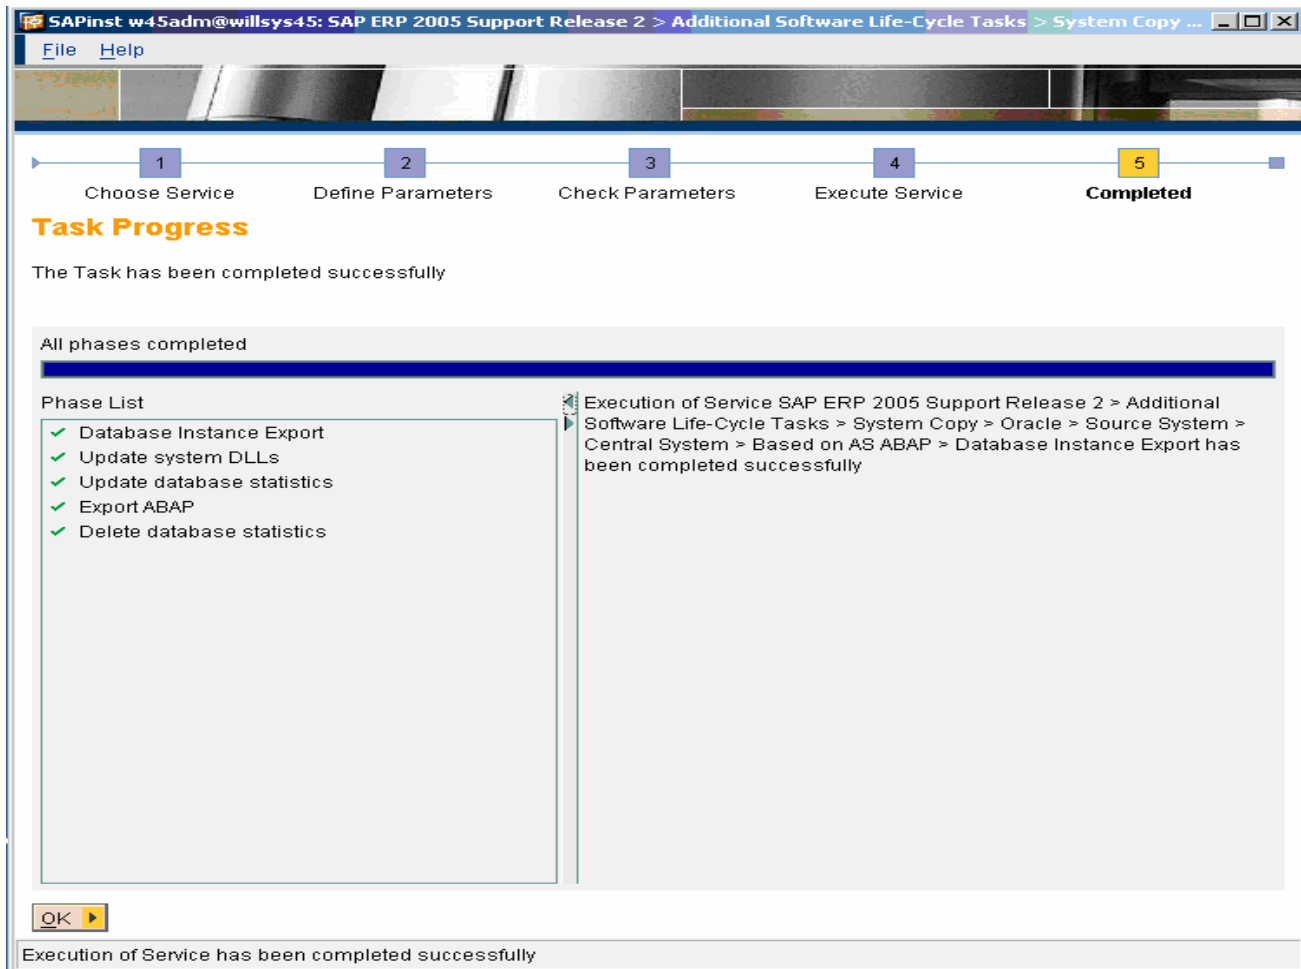 SAPinst w45adm@willsys45: SAP ERP 2005 Support Release 2 > Additional Software Life-Cycle Tasks > System Copy ...
File Help
1 2 3 4 5
Choose Service Define Parameters Check Parameters Execute Service Completed
Task Progress
The Task has been completed successfully
All phases completed
Phase List
Database Instance Export
Update system DLLs
Update database statistics
Export ABAP
Delete database statistics
Execution of Service SAP ERP 2005 Support Release 2 > Additional
Software Life-Cycle Tasks > System Copy > Oracle > Source System >
Central System > Based on AS ABAP > Database Instance Export has
been completed successfully
OK
Execution of Service has been completed successfully